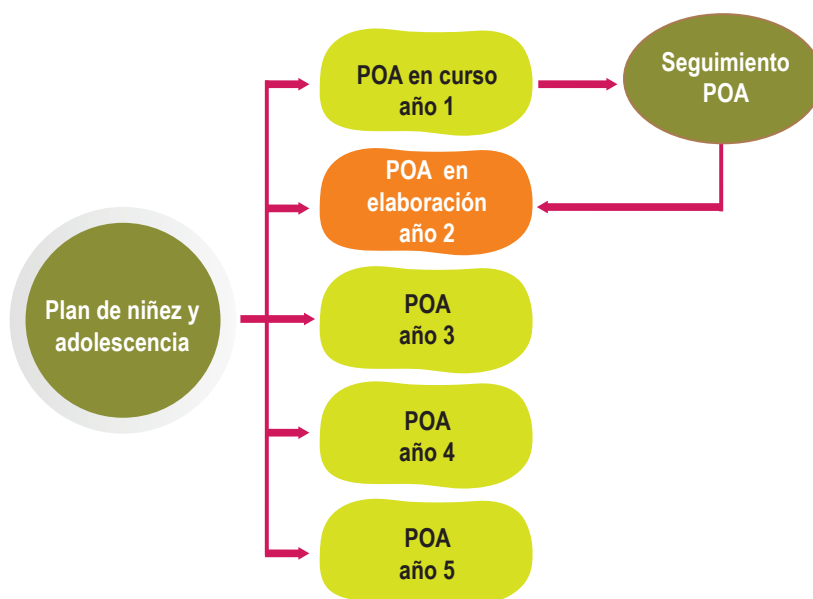 POA en curso
año 1
Seguimiento
POA
POA en
elaboración
año 2
Plan de niñez y
adolescencia
POA
año 3
POA
año 4
POA
año 5